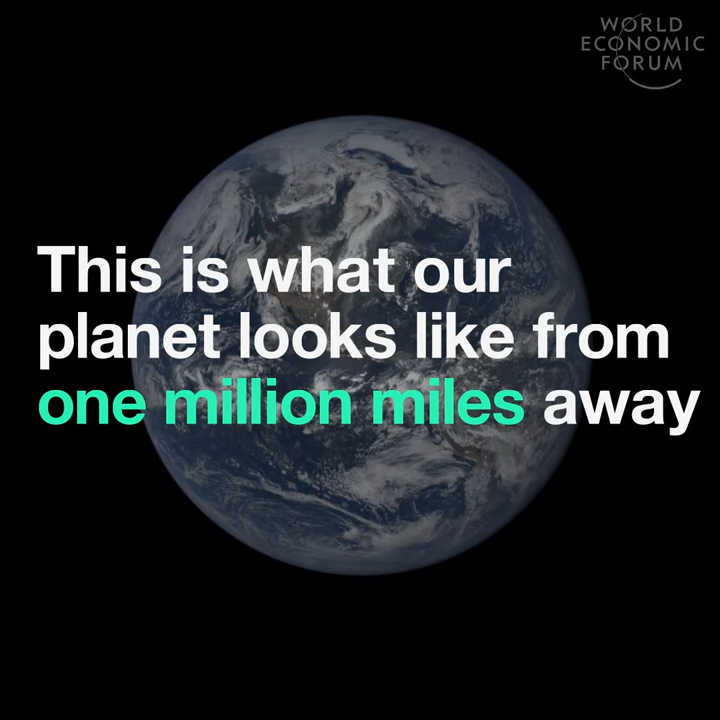 WORLD
ECONOMIC
FORUM
This is what our
planet looks like from
one million miles away